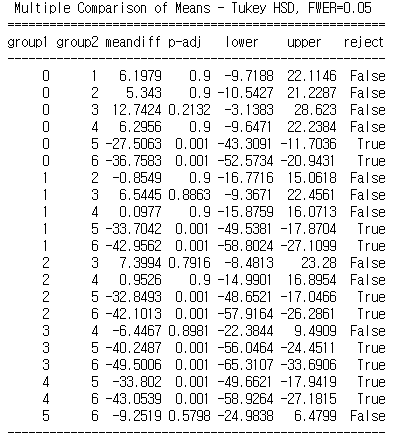 Multiple Comparison of Means - Tukey HSD, FWER=0.05
====================================================
group1 group2 meandiff p-adj lower upper reject
----------------------------------------------------
0 1 6.1979 0.9 -9.7188 22.1146 False
0 2 5.343 0.9 -10.5427 21.2287 False
0 3 12.7424 0.2132 -3.1383 28.623 False
0 4 6.2956 0.9 -9.6471 22.2384 False
0 5 -27.5063 0.001 -43.3091 -11.7036 True
0 6 -36.7583 0.001 -52.5734 -20.9431 True
1 2 -0.8549 0.9 -16.7716 15.0618 False
1 3 6.5445 0.8863 -9.3671 22.4561 False
1 4 0.0977 0.9 -15.8759 16.0713 False
1 5 -33.7042 0.001 -49.5381 -17.8704 True
1 6 -42.9562 0.001 -58.8024 -27.1099 True
2 3 7.3994 0.7916 -8.4813 23.28 False
2 4 0.9526 0.9 -14.9901 16.8954 False
2 5 -32.8493 0.001 -48.6521 -17.0466 True
2 6 -42.1013 0.001 -57.9164 -26.2861 True
3 4 -6.4467 0.8981 -22.3844 9.4909 False
3 5 -40.2487 0.001 -56.0464 -24.4511 True
3 6 -49.5006 0.001 -65.3107 -33.6906 True
4 5 -33.802 0.001 -49.6621 -17.9419 True
4 6 -43.0539 0.001 -58.9264 -27.1815 True
5 6 -9.2519 0.5798 -24.9838 6.4799 False
----------------------------------------------------